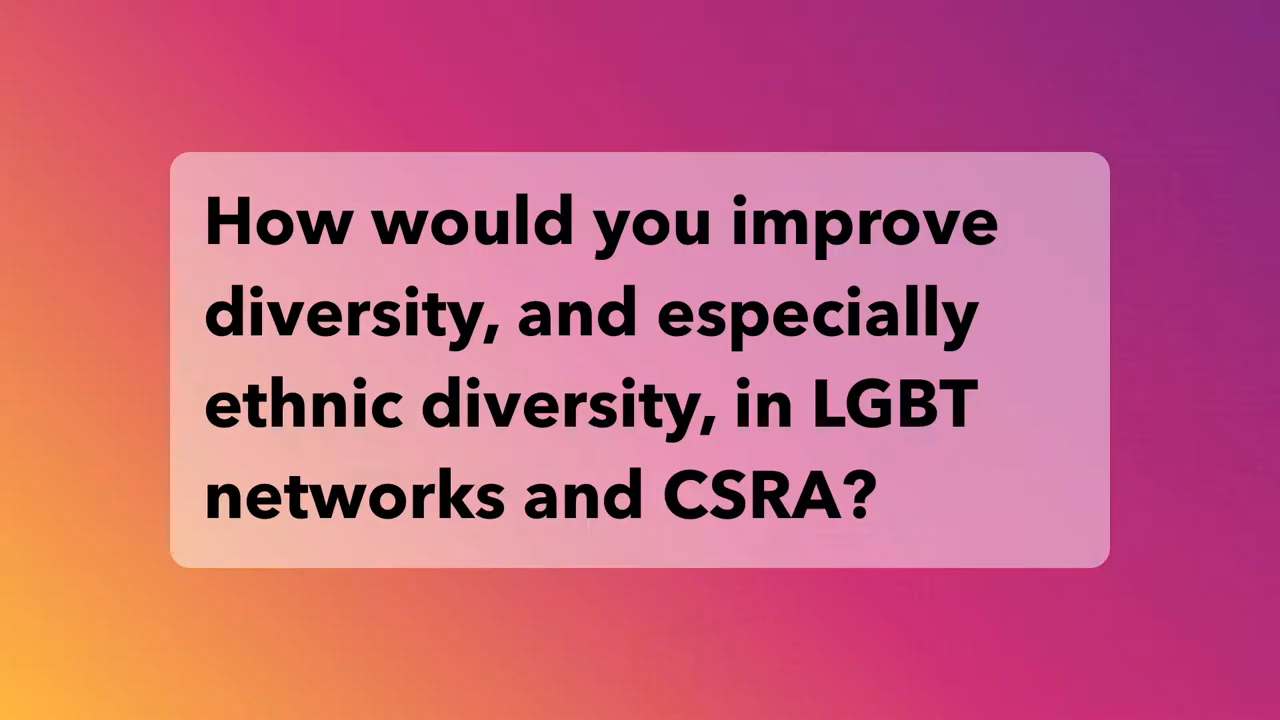 How would you improve
diversity, and especially
ethnic diversity, in LGBT
networks and CSRA?